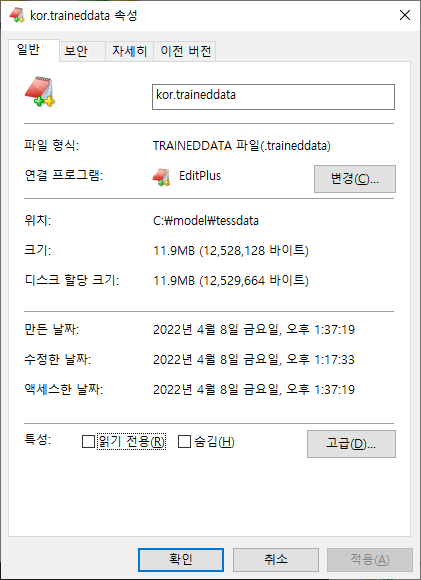 kor.traineddata 속성
일반 보안 자세히 이전 버전
kor.traineddata
파일 형식: TRAINEDDATA 파일(.traineddata)
연결 프로그램: EditPlus 변경(C)...
위치: C:₩model₩tessdata
크기: 11.9MB (12,528,128 바이트)
디스크 할당 크기: 11.9MB (12,529,664 바이트)
만든 날짜: 2022년 4월 8일 금요일, 오후 1:37:19
수정한 날짜: 2022년 4월 8일 금요일, 오후 1:17:33
액세스한 날짜: 2022년 4월 8일 금요일, 오후 1:37:19
특성: 읽기 전용(R) 숨김(H) 고급(D)...
확인 취소 적용(A)